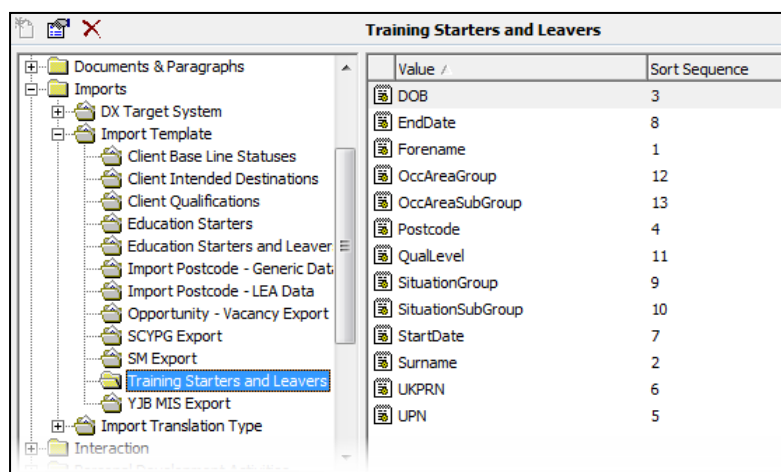 Training Starters and Leavers
Documents & Paragraphs
Imports
DX Target System
Import Template
Client Base Line Statuses
Client Intended Destinations
Client Qualifications
Education Starters
Education Starters and Leaver
Import Postcode - Generic Dat
Import Postcode - LEA Data
Opportunity - Vacancy Export
SCYPG Export
SM Export
Training Starters and Leavers
YJB MIS Export
Import Translation Type
Interaction
Value Sort Sequence
DOB 3
EndDate 8
Forename 1
OccAreaGroup 12
OccAreaSubGroup 13
Postcode 4
QualLevel 11
SituationGroup 9
SituationSubGroup 10
StartDate 7
Surname 2
UKPRN 6
UPN 5